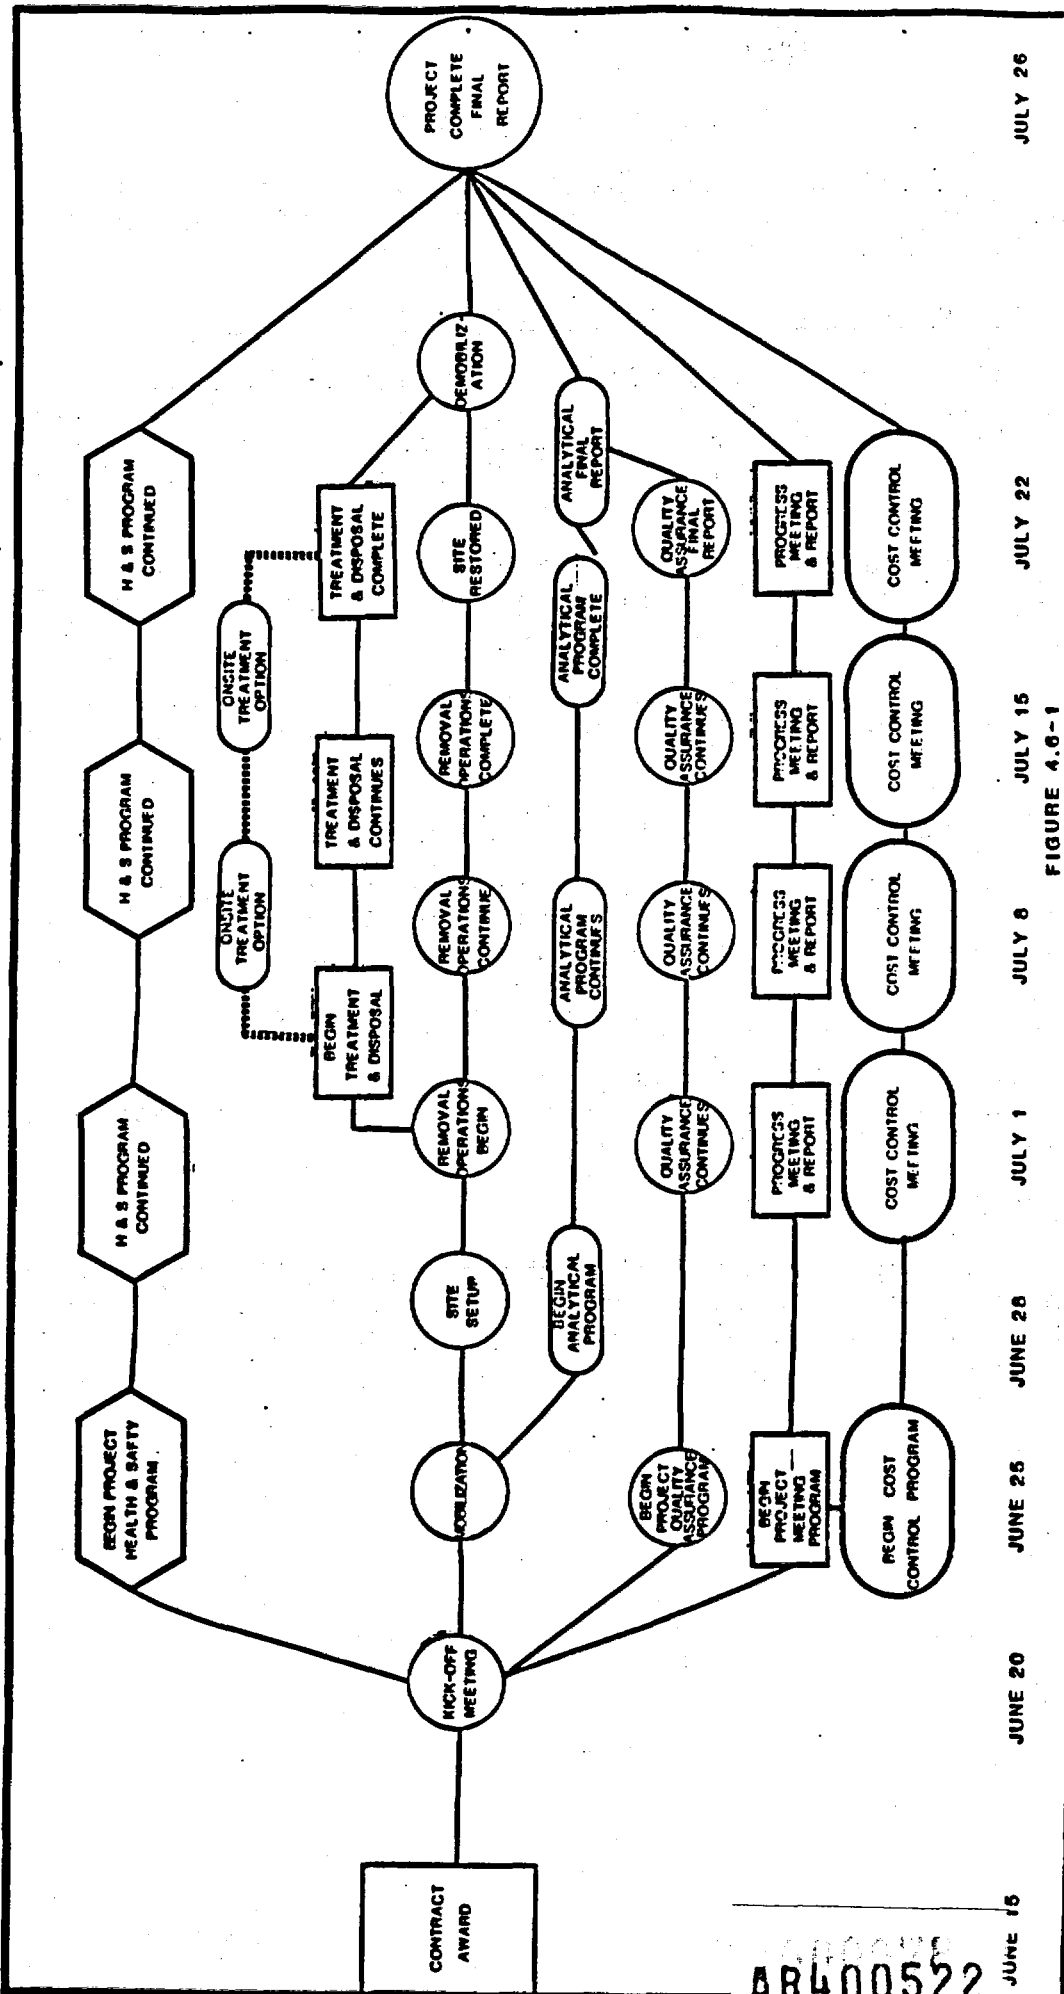 CONTRACT
AWARD
KICK-OFF
MEETING
BEGIN PROJECT
HEALTH & SAFTY
PROGRAM
H & S PROGRAM
CONTINUED
H & S PROGRAM
CONTINUED
H & S PROGRAM
CONTINUED
ONSITE
TREATMENT
OPTION
ONSITE
TREATMENT
OPTION
BEGIN
TREATMENT
& DISPOSAL
TREATMENT
& DISPOSAL
CONTINUES
TREATMENT
& DISPOSAL
COMPLETE
MOBILIZATION
SITE
SETUP
REMOVAL
OPERATIONS
BEGIN
REMOVAL
OPERATIONS
CONTINUE
REMOVAL
OPERATIONS
COMPLETE
SITE
RESTORED
DEMOBILIZ-
ATION
PROJECT
COMPLETE
FINAL
REPORT
BEGIN
ANALYTICAL
PROGRAM
ANALYTICAL
PROGRAM
CONTINUES
ANALYTICAL
PROGRAM
COMPLETE
ANALYTICAL
FINAL
REPORT
BEGIN
PROJECT
QUALITY
ASSURANCE
PROGRAM
QUALITY
ASSURANCE
CONTINUES
QUALITY
ASSURANCE
CONTINUES
QUALITY
ASSURANCE
CONTINUES
QUALITY
ASSURANCE
FINAL
REPORT
BEGIN
PROJECT
MEETING
PROGRAM
PROGRESS
MEETING
& REPORT
PROGRESS
MEETING
& REPORT
PROGRESS
MEETING
& REPORT
PROGRESS
MEETING
& REPORT
BEGIN COST
CONTROL PROGRAM
COST CONTROL
MEETING
COST CONTROL
MEETING
COST CONTROL
MEETING
COST CONTROL
MEETING
JUNE 15
JUNE 20
JUNE 25
JUNE 28
JULY 1
JULY 8
JULY 15
JULY 22
JULY 26
FIGURE 4.6-1
AR400522